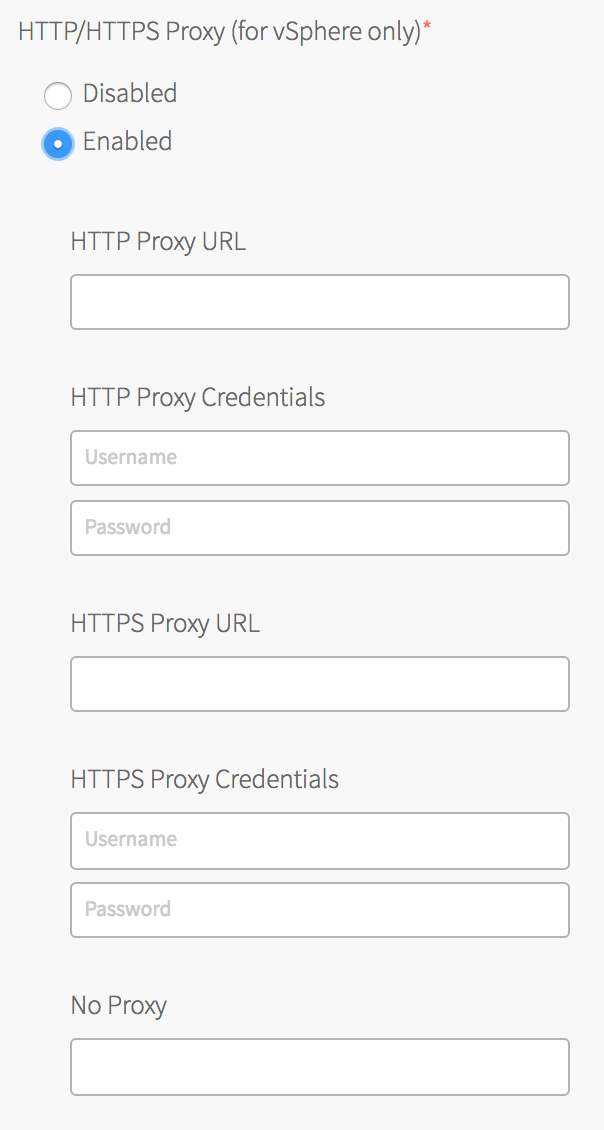 HTTP/HTTPS Proxy (for vSphere only)*
Disabled
Enabled
HTTP Proxy URL
HTTP Proxy Credentials
Username
Password
HTTPS Proxy URL
HTTPS Proxy Credentials
Username
Password
No Proxy